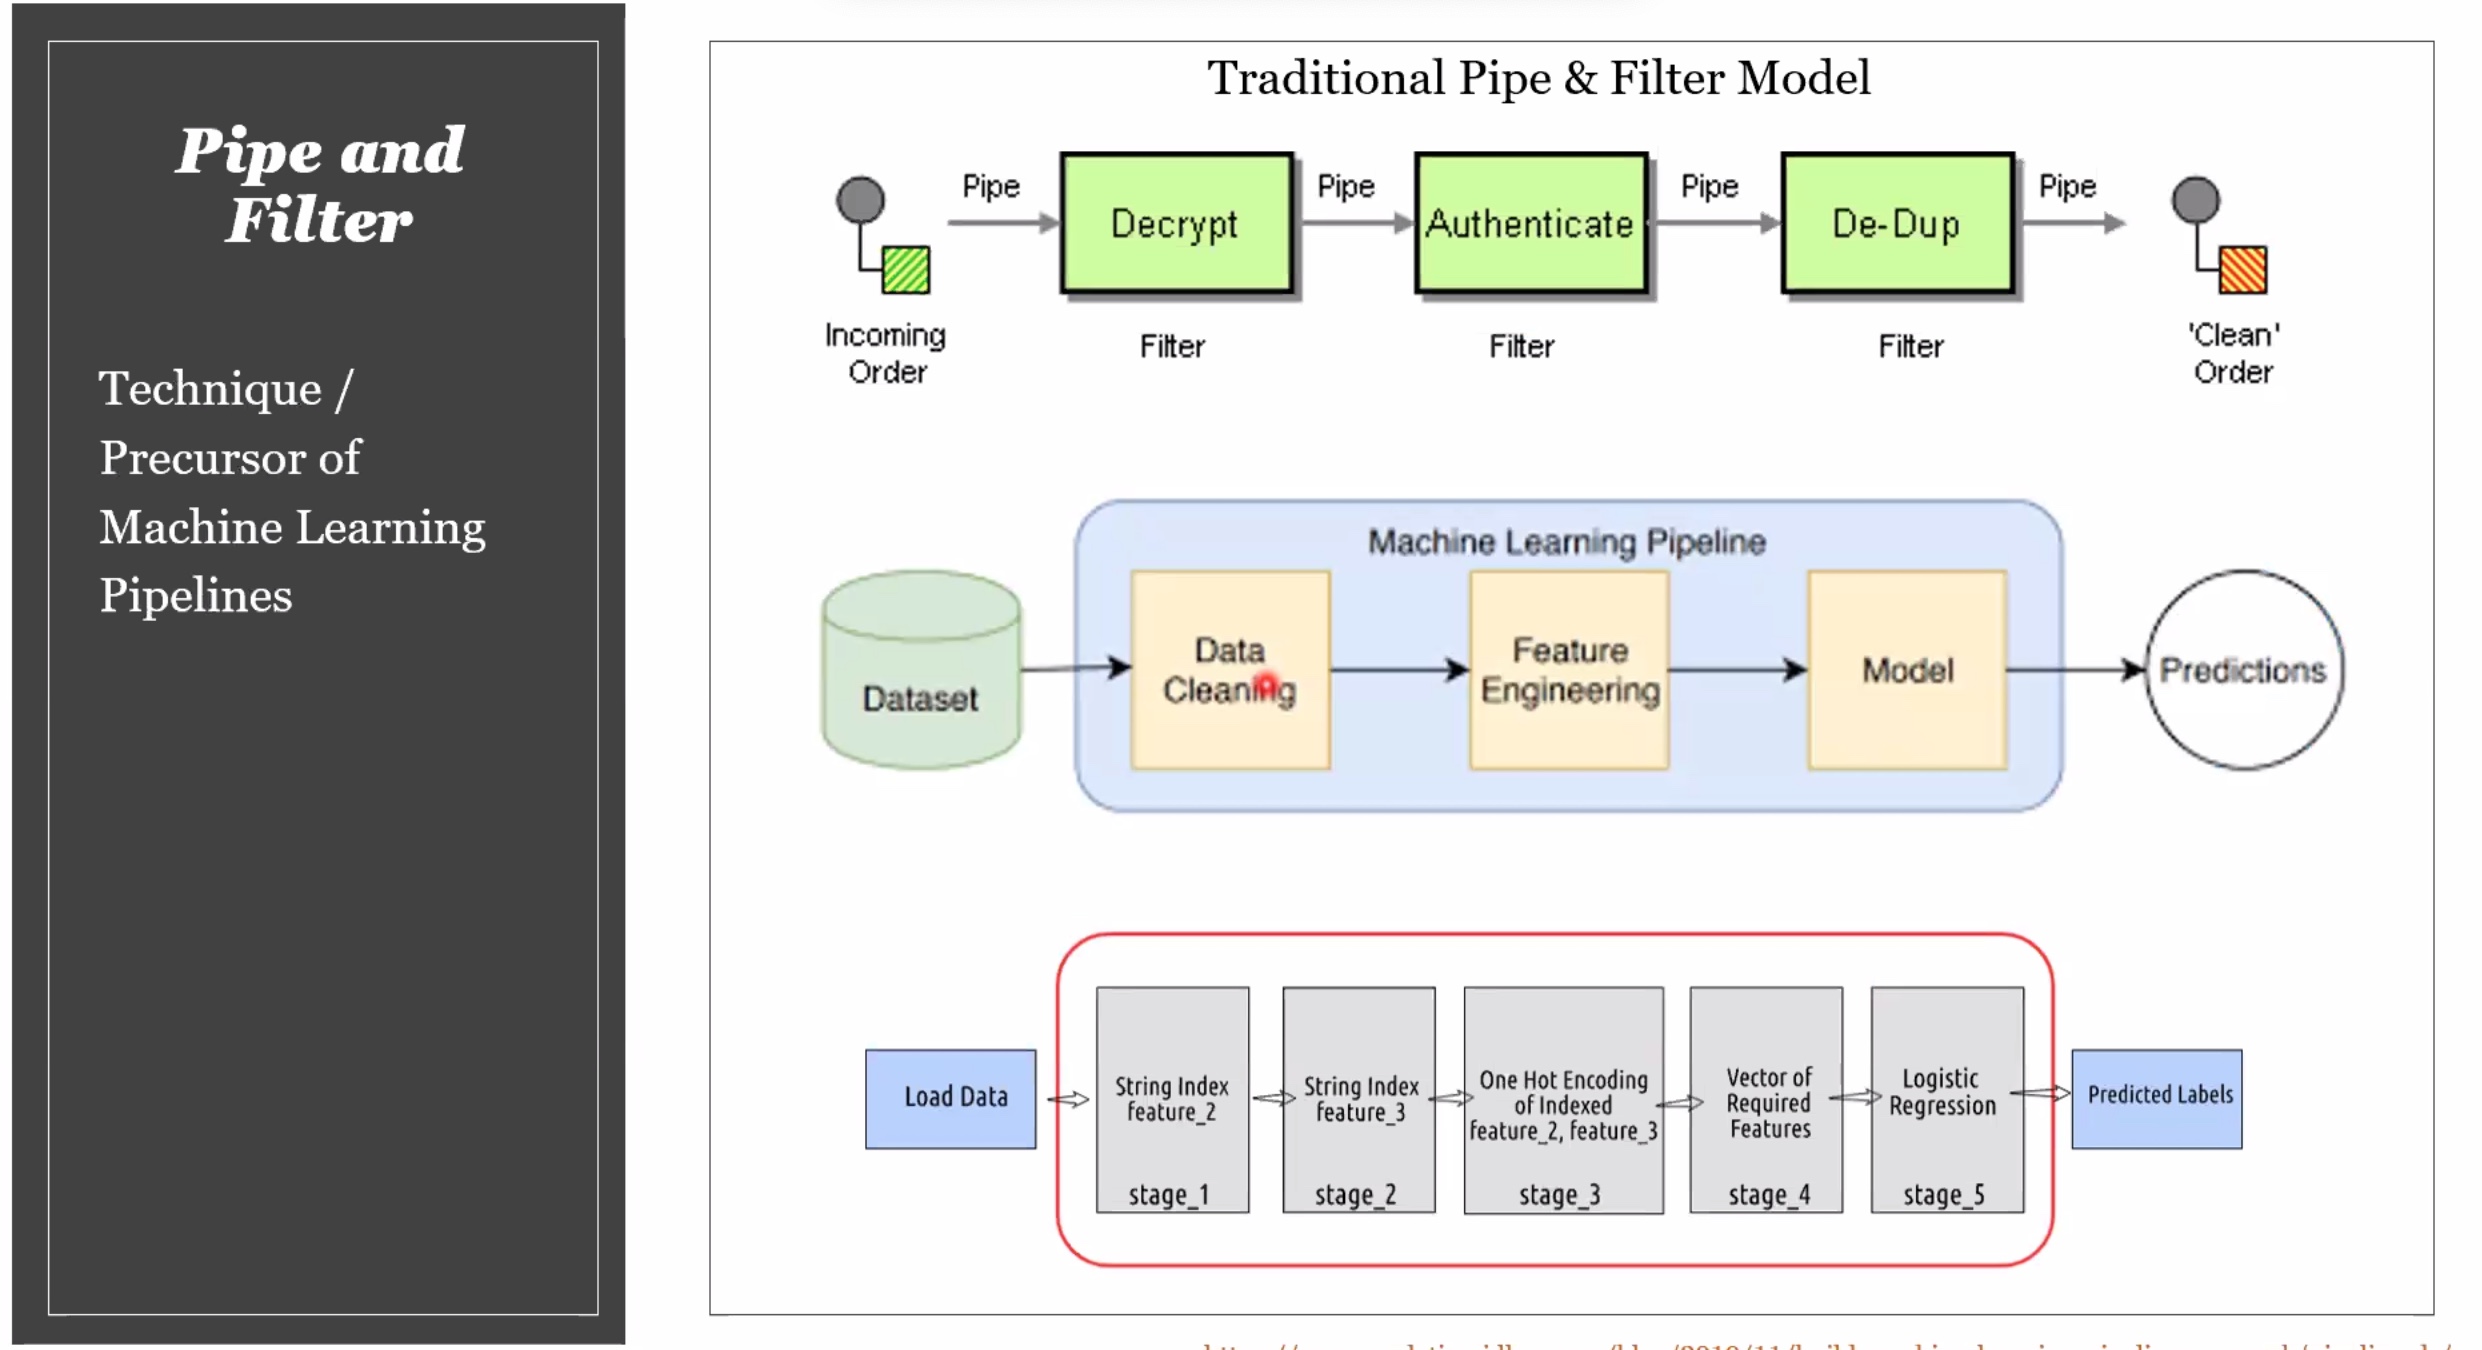 Pipe and
Filter
Technique /
Precursor of
Machine Learning
Pipelines
Traditional Pipe & Filter Model
Pipe
Pipe
Pipe
Pipe
Decrypt
Authenticate
De-Dup
Incoming
Order
Filter
Filter
Filter
'Clean'
Order
Machine Learning Pipeline
Dataset
Data
Cleaning
Feature
Engineering
Model
Predictions
Load Data
String Index
feature_2
stage_1
String Index
feature_3
stage_2
One Hot Encoding
of Indexed
feature_2, feature_3
stage_3
Vector of
Required
Features
stage_4
Logistic
Regression
stage_5
Predicted Labels